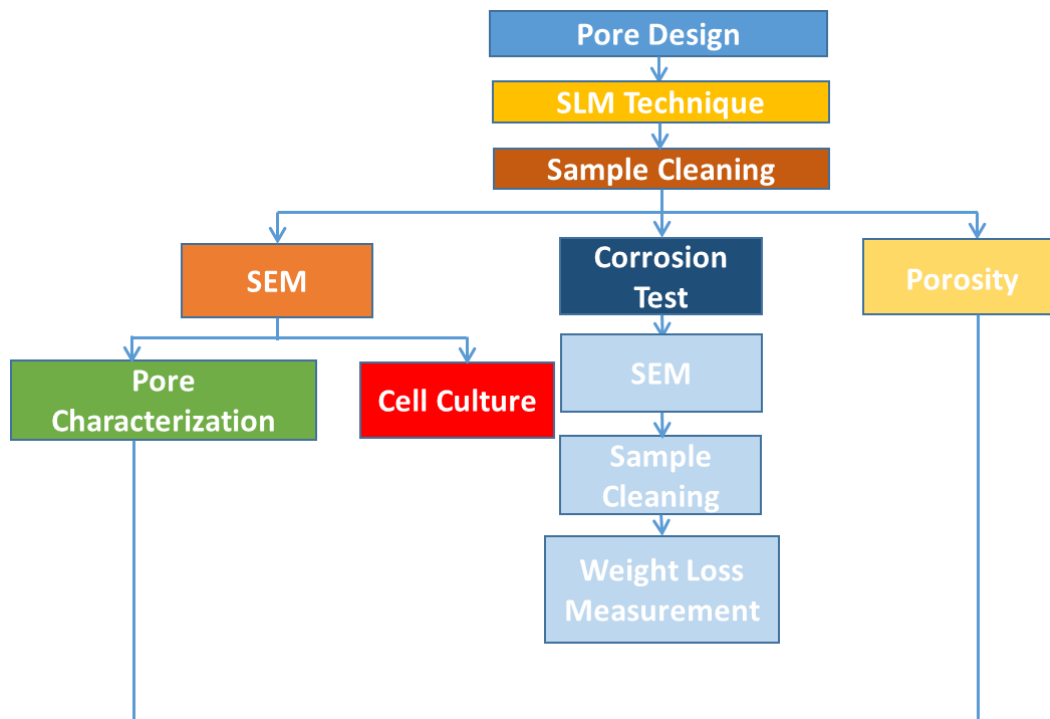 Pore Design
SLM Technique
Sample Cleaning
SEM
Corrosion
Test
Porosity
Pore
Characterization
Cell Culture
SEM
Sample
Cleaning
Weight Loss
Measurement